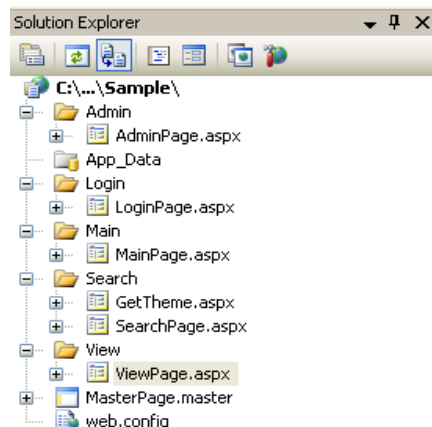 Solution Explorer
C:\...\Sample\
Admin
AdminPage.aspx
App_Data
Login
LoginPage.aspx
Main
MainPage.aspx
Search
GetTheme.aspx
SearchPage.aspx
View
ViewPage.aspx
MasterPage.master
web.config